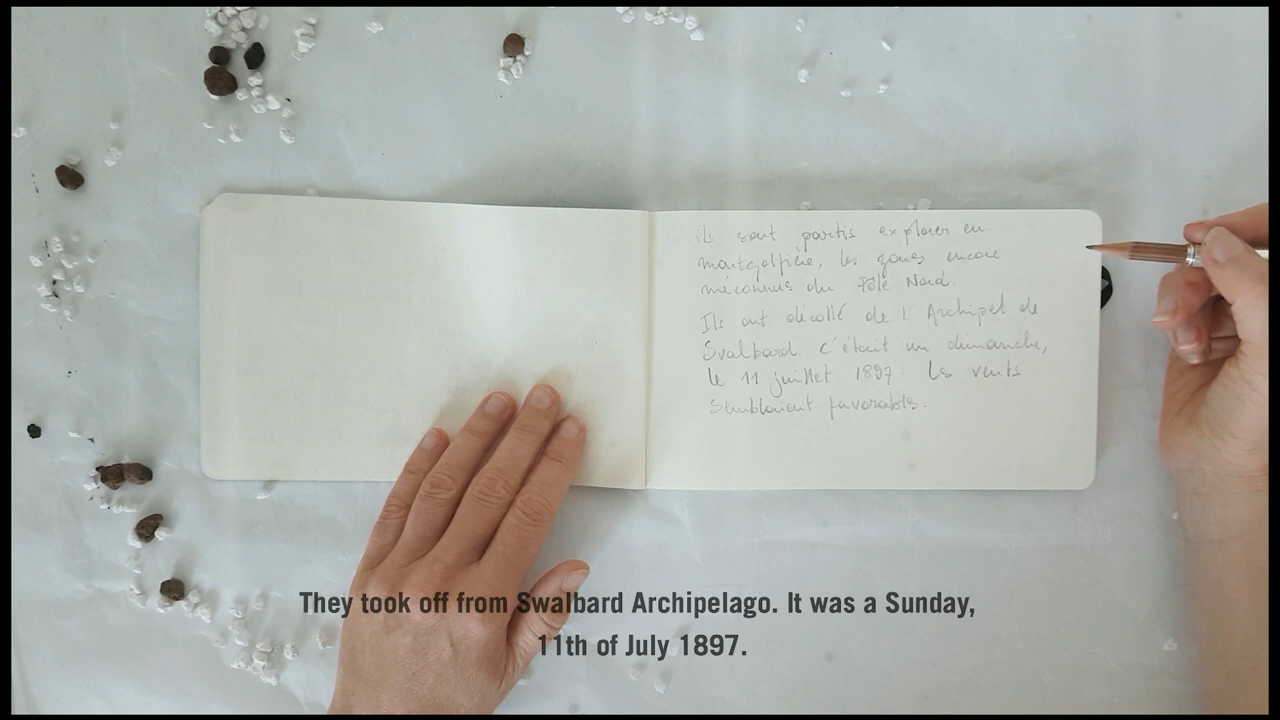 ils sont partis explorer en
montgolfière, les zones encore
méconnues du Pôle Nord.
Ils ont décollé de l'Archipel de
Svalbard. C'était un dimanche,
le 11 juillet 1897. Les vents
semblaient favorables.
They took off from Swalbard Archipelago. It was a Sunday,
11th of July 1897.